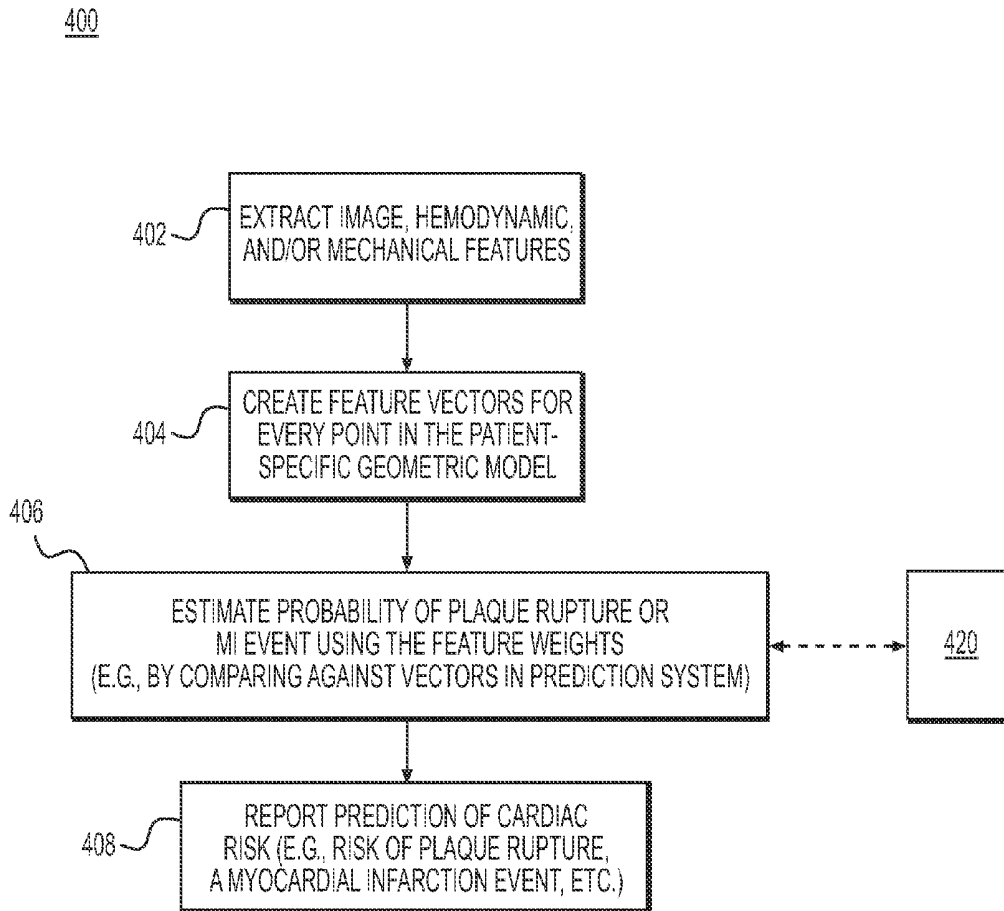 400
402
EXTRACT IMAGE, HEMODYNAMIC,
AND/OR MECHANICAL FEATURES
404
CREATE FEATURE VECTORS FOR
EVERY POINT IN THE PATIENT-
SPECIFIC GEOMETRIC MODEL
406
ESTIMATE PROBABILITY OF PLAQUE RUPTURE OR
MI EVENT USING THE FEATURE WEIGHTS
(E.G., BY COMPARING AGAINST VECTORS IN PREDICTION SYSTEM)
420
408
REPORT PREDICTION OF CARDIAC
RISK (E.G., RISK OF PLAQUE RUPTURE,
A MYOCARDIAL INFARCTION EVENT, ETC.)